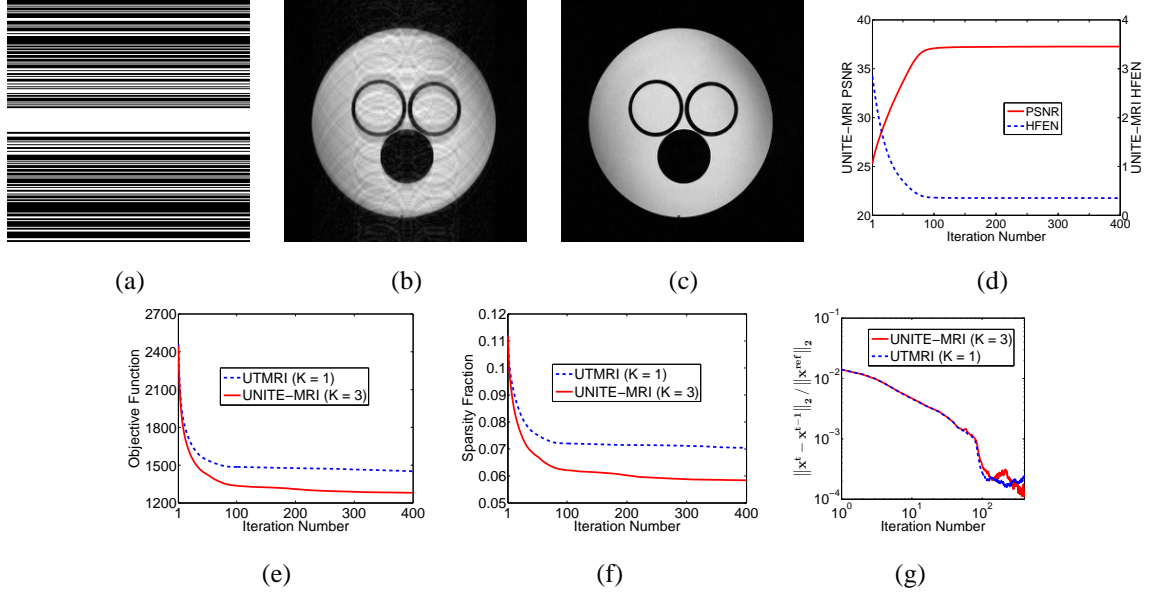 (a)
(b)
(c)
UNITE−MRI PSNR
40
35
30
25
20
4
3
2
1
0
UNITE−MRI HFEN
PSNR
HFEN
1 100 200 300 400
Iteration Number
(d)
Objective Function
2700
2400
2100
1800
1500
1200
UTMRI (K = 1)
UNITE−MRI (K = 3)
1 100 200 300 400
Iteration Number
(e)
Sparsity Fraction
0.12
0.11
0.1
0.09
0.08
0.07
0.06
0.05
UTMRI (K = 1)
UNITE−MRI (K = 3)
1 100 200 300 400
Iteration Number
(f)
‖x^t − x^{t−1}‖_2 / ‖x^{ref}‖_2
10^{−1}
10^{−2}
10^{−3}
10^{−4}
UNITE−MRI (K = 3)
UTMRI (K = 1)
10^0 10^1 10^2
Iteration Number
(g)